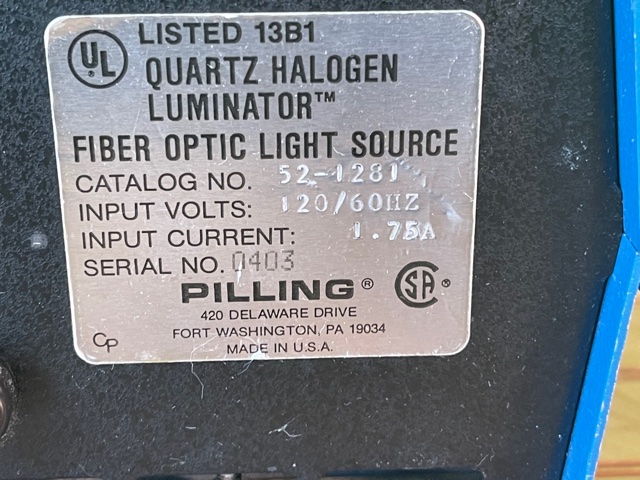 UL® LISTED 13B1
QUARTZ HALOGEN
LUMINATOR™
FIBER OPTIC LIGHT SOURCE
CATALOG NO. 52-1281
INPUT VOLTS: 120/60HZ
INPUT CURRENT: 1.75A
SERIAL NO. 0403
PILLING® CSA®
420 DELAWARE DRIVE
FORT WASHINGTON, PA 19034
CP MADE IN U.S.A.